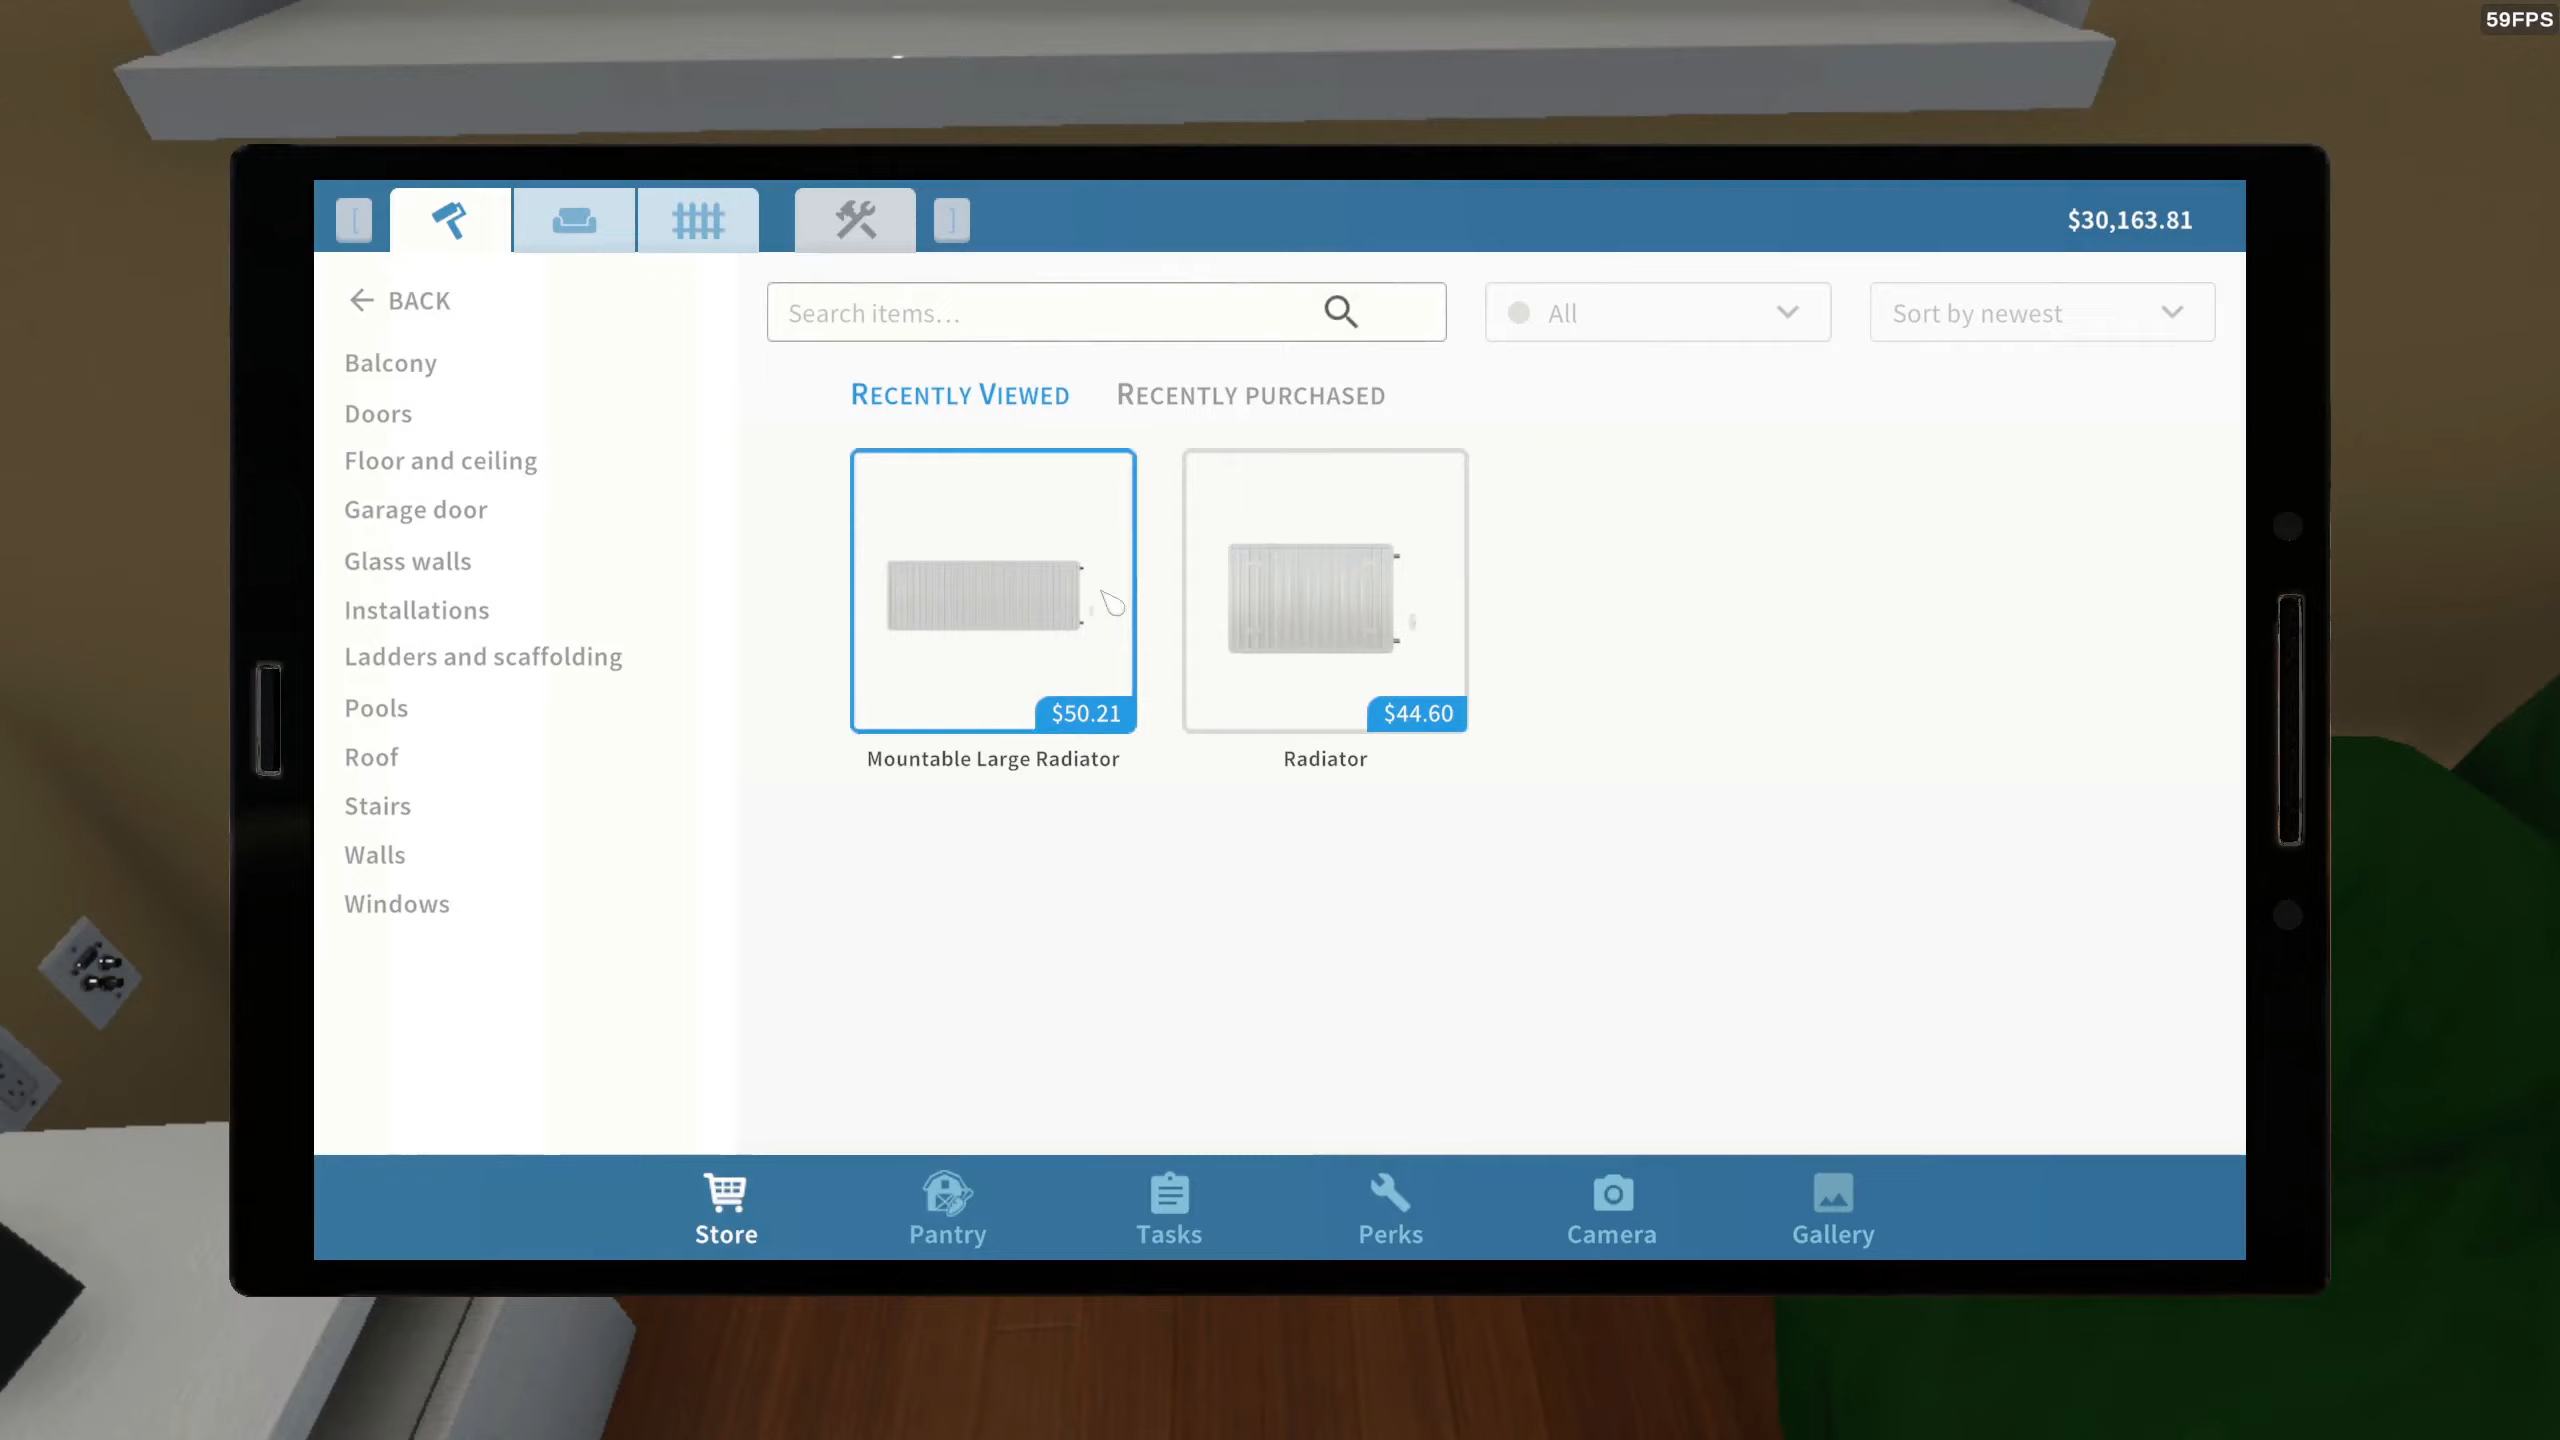 59FPS
[
]
$30,163.81
BACK
Search items...
All
Sort by newest
Balcony
Doors
Floor and ceiling
Garage door
Glass walls
Installations
Ladders and scaffolding
Pools
Roof
Stairs
Walls
Windows
RECENTLY VIEWED
RECENTLY PURCHASED
$50.21
$44.60
Mountable Large Radiator
Radiator
Store
Pantry
Tasks
Perks
Camera
Gallery